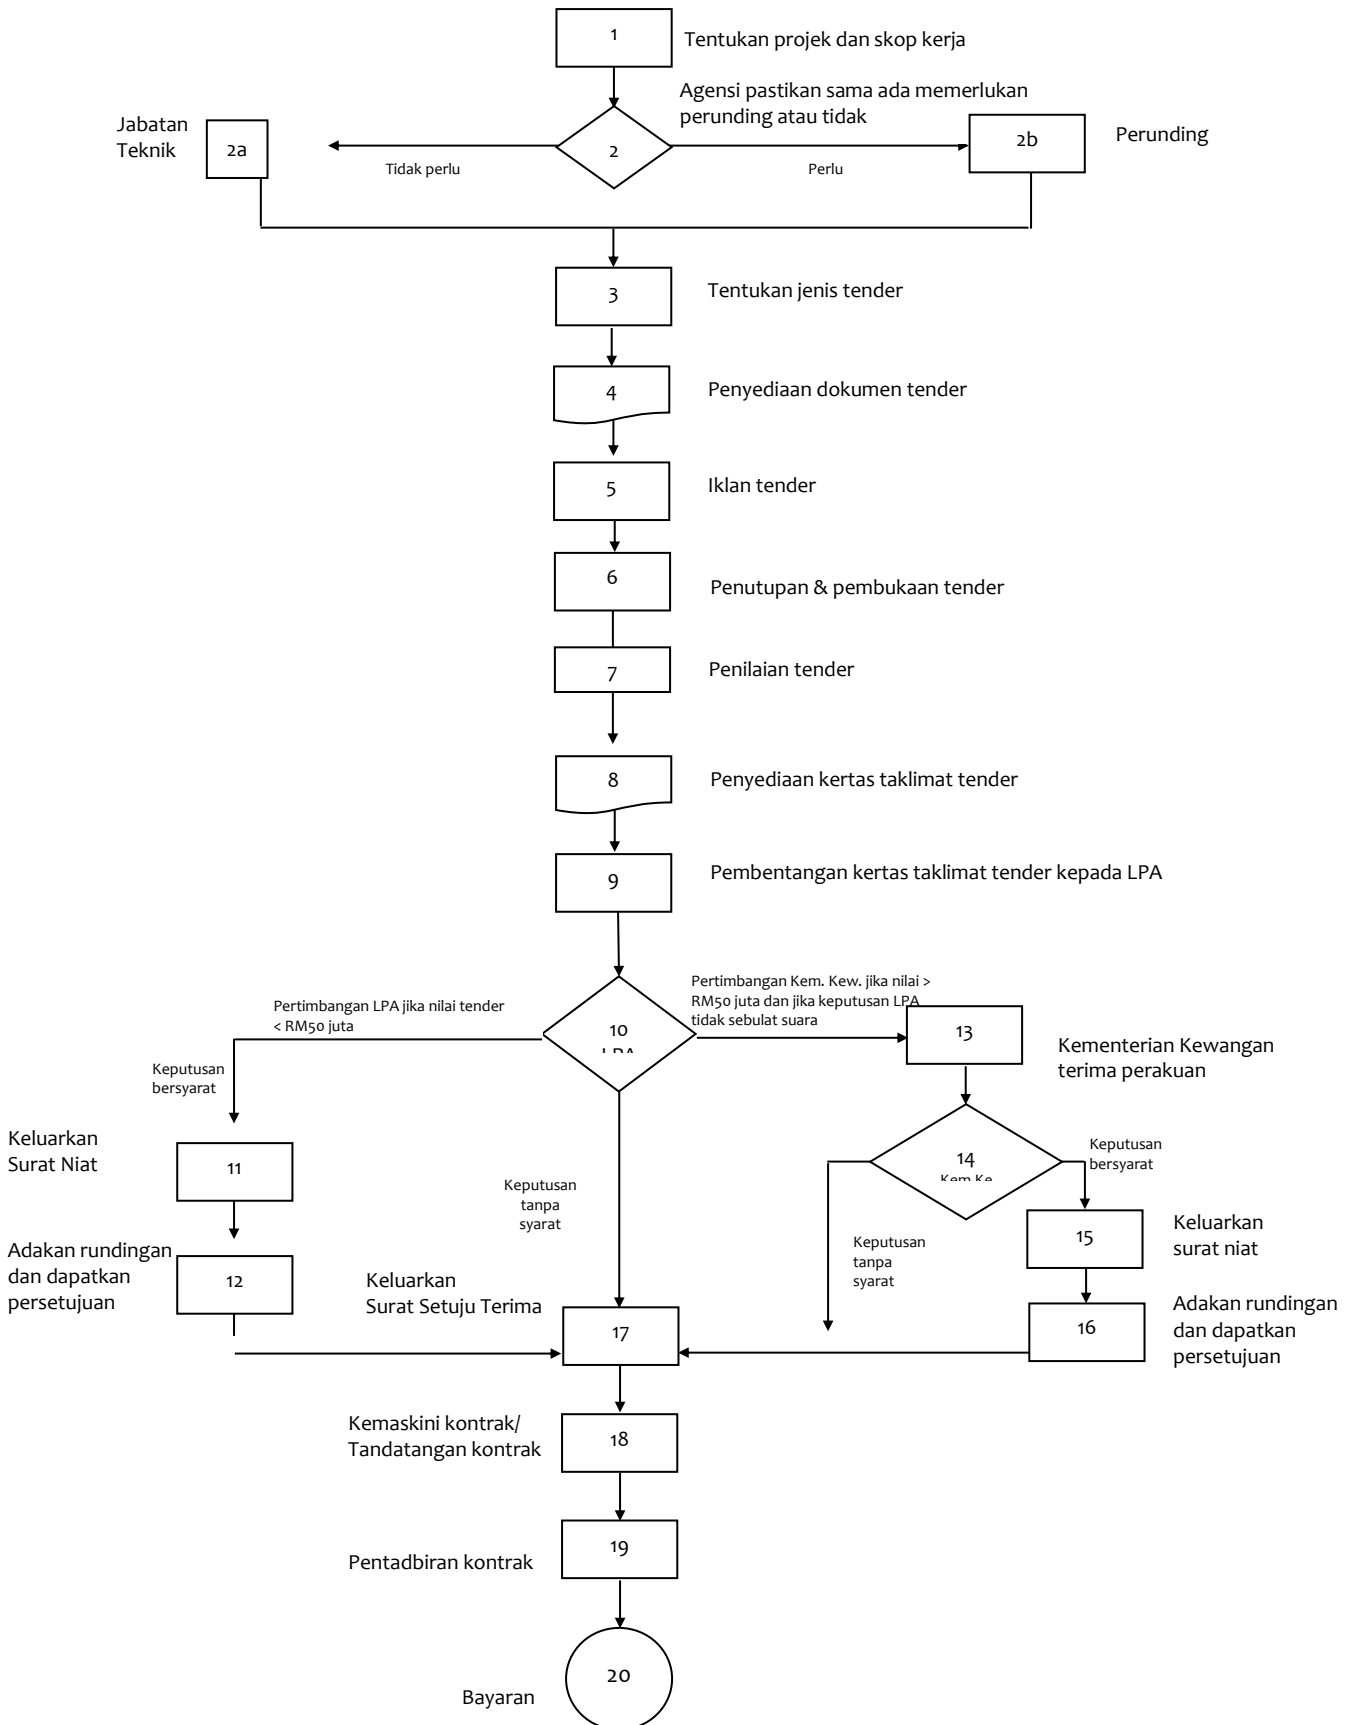 1
Tentukan projek dan skop kerja
Agensi pastikan sama ada memerlukan
perunding atau tidak
Jabatan
Teknik
2a
2
2b
Perunding
Tidak perlu
Perlu
3
Tentukan jenis tender
4
Penyediaan dokumen tender
5
Iklan tender
6
Penutupan & pembukaan tender
7
Penilaian tender
8
Penyediaan kertas taklimat tender
9
Pembentangan kertas taklimat tender kepada LPA
Pertimbangan LPA jika nilai tender
< RM50 juta
10
LPA
Pertimbangan Kem. Kew. jika nilai >
RM50 juta dan jika keputusan LPA
tidak sebulat suara
13
Kementerian Kewangan
terima perakuan
Keputusan
bersyarat
Keluarkan
Surat Niat
11
Keputusan
tanpa
syarat
14
Kem Ke
Keputusan
bersyarat
Adakan rundingan
dan dapatkan
persetujuan
12
Keluarkan
Surat Setuju Terima
17
Keputusan
tanpa
syarat
15
Keluarkan
surat niat
16
Adakan rundingan
dan dapatkan
persetujuan
Kemaskini kontrak/
Tandatangan kontrak
18
Pentadbiran kontrak
19
Bayaran
20